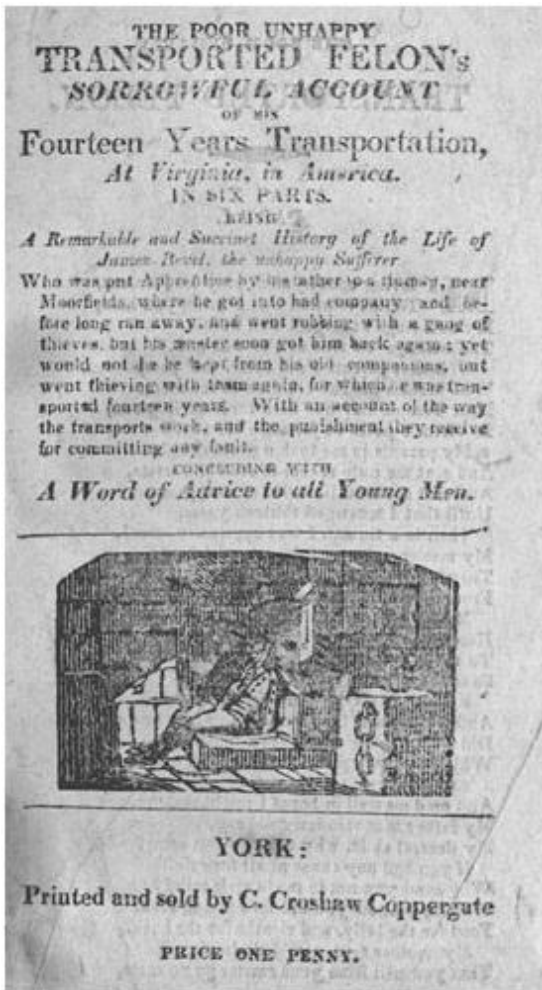 THE POOR UNHAPPY
TRANSPORTED FELON's
SORROWFUL ACCOUNT
OF HIS
Fourteen Years Transportation,
At Virginia, in America.
IN SIX PARTS.
BEING
A Remarkable and Succinct History of the Life of
James Revel, the unhappy Sufferer
Who was put Apprentice by his father to a tinman, near
Moorfields, where he got into bad company and be-
fore long ran away, and went robbing with a gang of
thieves, but his master soon got him back again; yet
would not be kept from his old companions, but
went thieving with them again, for which he was tran-
sported fourteen years. With an account of the way
the transports work, and the punishment they receive
for committing any fault.
CONCLUDING WITH
A Word of Advice to all Young Men.
YORK:
Printed and sold by C. Croshaw Coppergate
PRICE ONE PENNY.